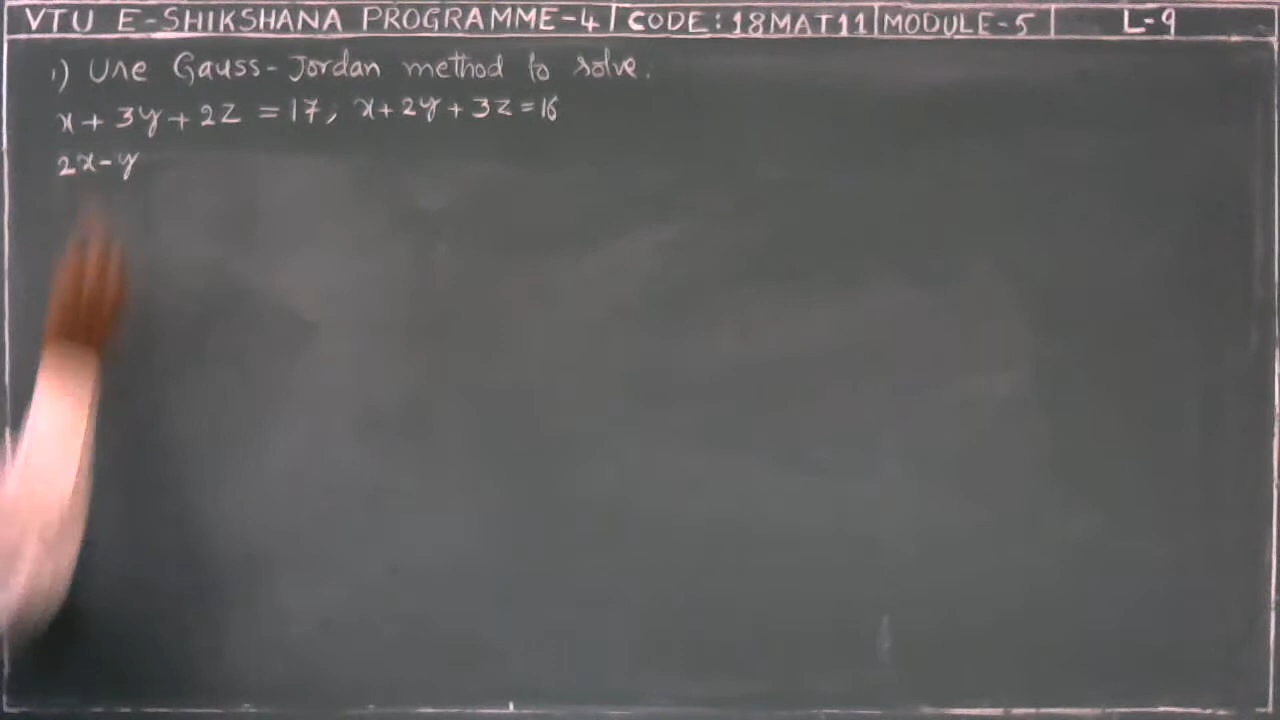 VTU E-SHIKSHANA PROGRAMME-4 | CODE: 18MAT11 | MODULE-5 | L-9
1) Use Gauss-Jordan method to solve.
x + 3y + 2z = 17, x + 2y + 3z = 16
2x - y